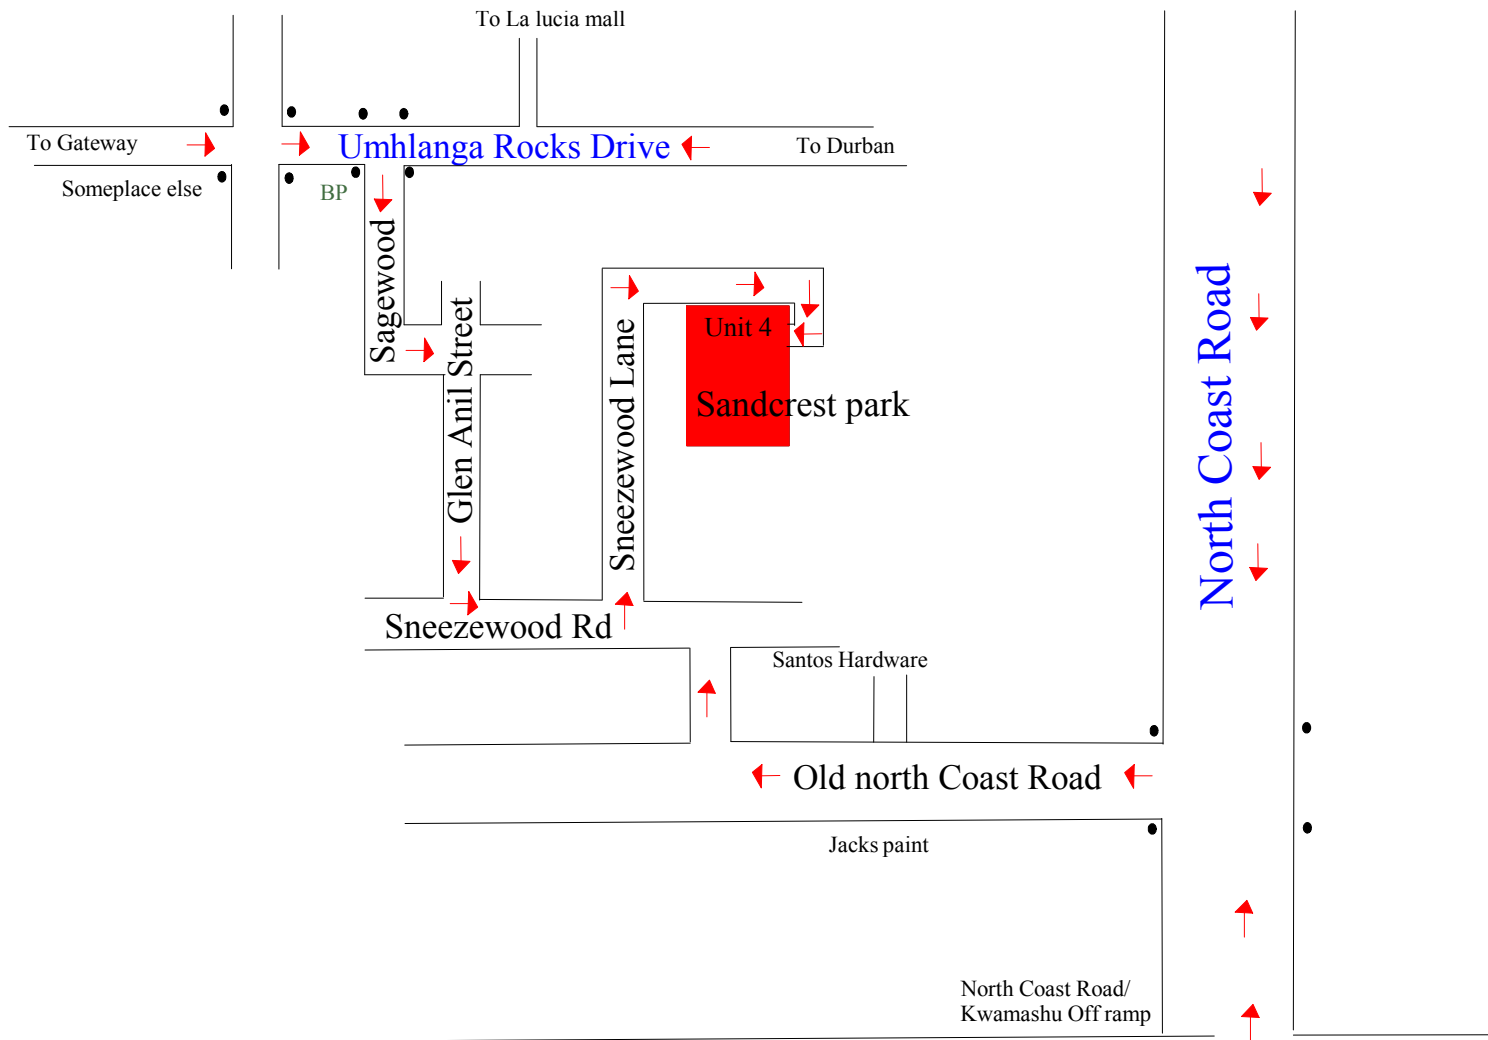 To La lucia mall
To Gateway
Umhlanga Rocks Drive
To Durban
Someplace else
BP
Sagewood
Glen Anil Street
Sneezewood Lane
Unit 4
Sandcrest park
North Coast Road
Sneezewood Rd
Santos Hardware
Old north Coast Road
Jacks paint
North Coast Road/
Kwamashu Off ramp